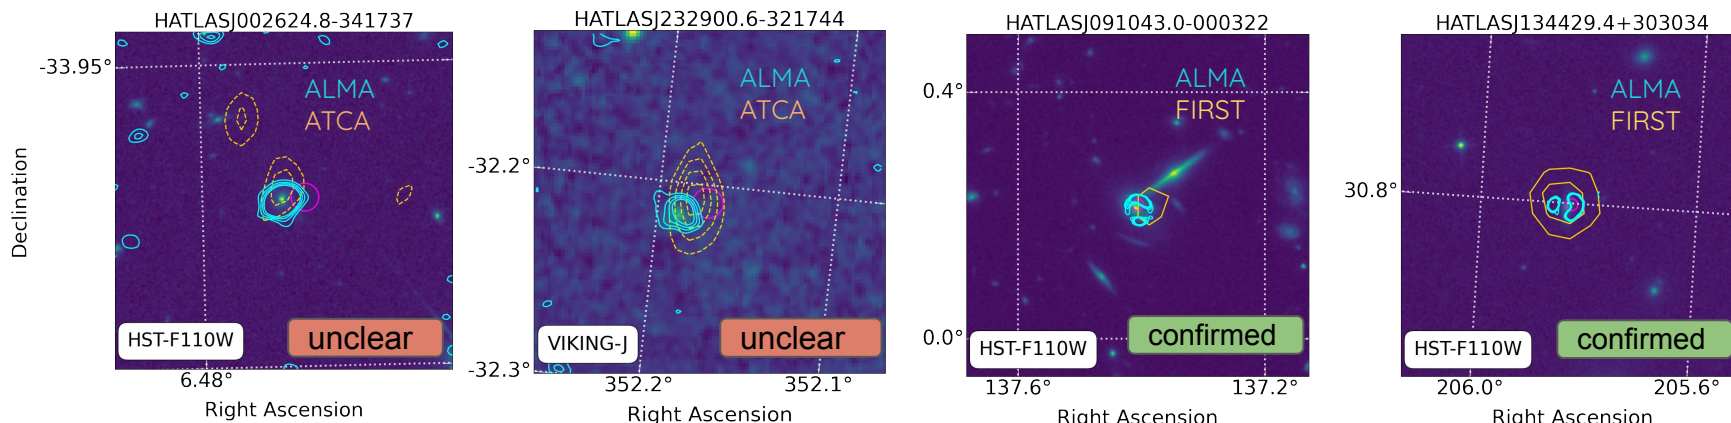 HATLASJ002624.8-341737
-33.95°
ALMA
ATCA
Declination
HST-F110W
unclear
6.48°
Right Ascension
HATLASJ232900.6-321744
ALMA
ATCA
-32.2°
VIKING-J
unclear
-32.3°
352.2°
352.1°
Right Ascension
HATLASJ091043.0-000322
ALMA
0.4°
FIRST
0.0°
HST-F110W
confirmed
137.6°
137.2°
Right Ascension
HATLASJ134429.4+303034
ALMA
FIRST
30.8°
HST-F110W
confirmed
206.0°
205.6°
Right Ascension